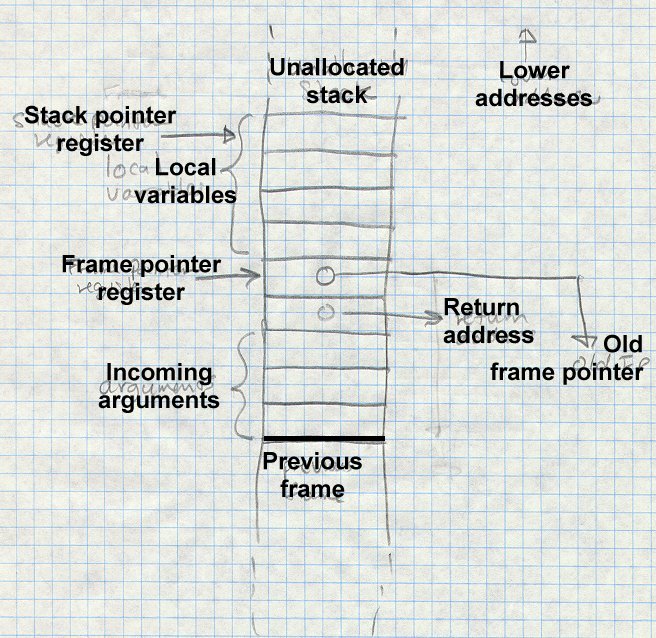 Unallocated
stack
Lower
addresses
Stack pointer
register
Local
variables
Frame pointer
register
Return
address
Old
frame pointer
Incoming
arguments
Previous
frame